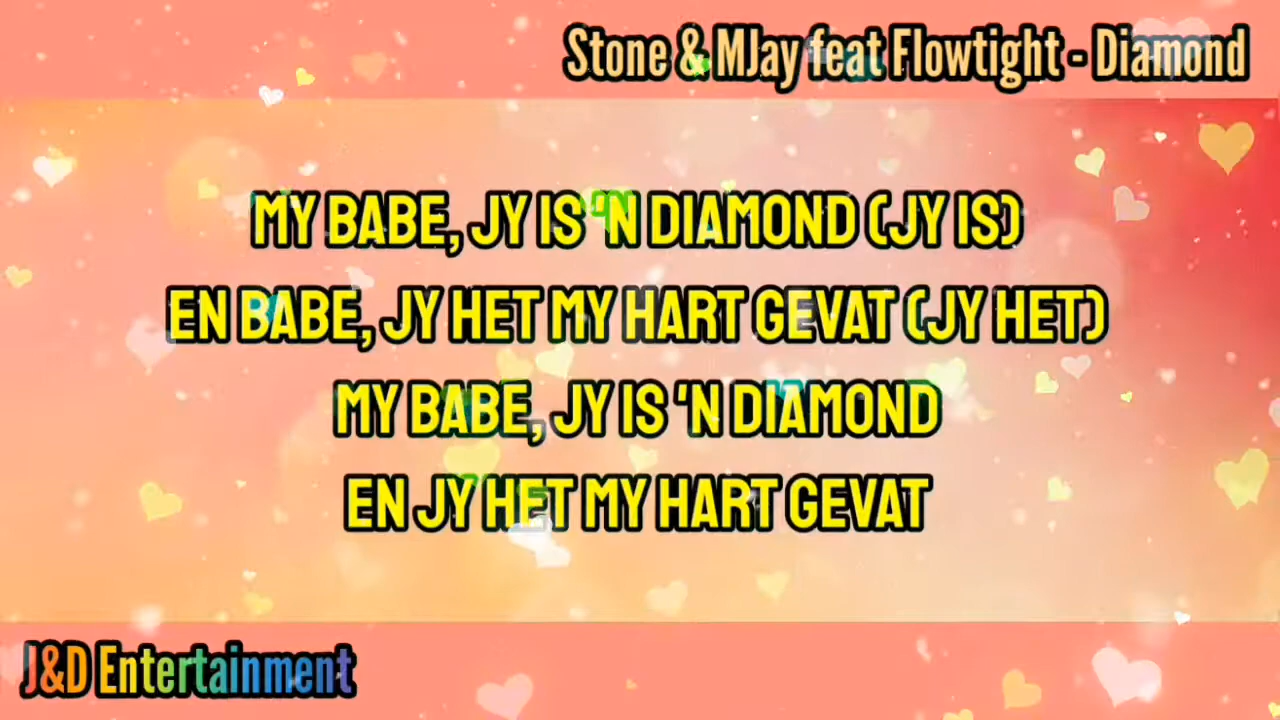 Stone & MJay feat Flowtight - Diamond
MY BABE, JY IS 'N DIAMOND (JY IS)
EN BABE, JY HET MY HART GEVAT (JY HET)
MY BABE, JY IS 'N DIAMOND
EN JY HET MY HART GEVAT
J&D Entertainment